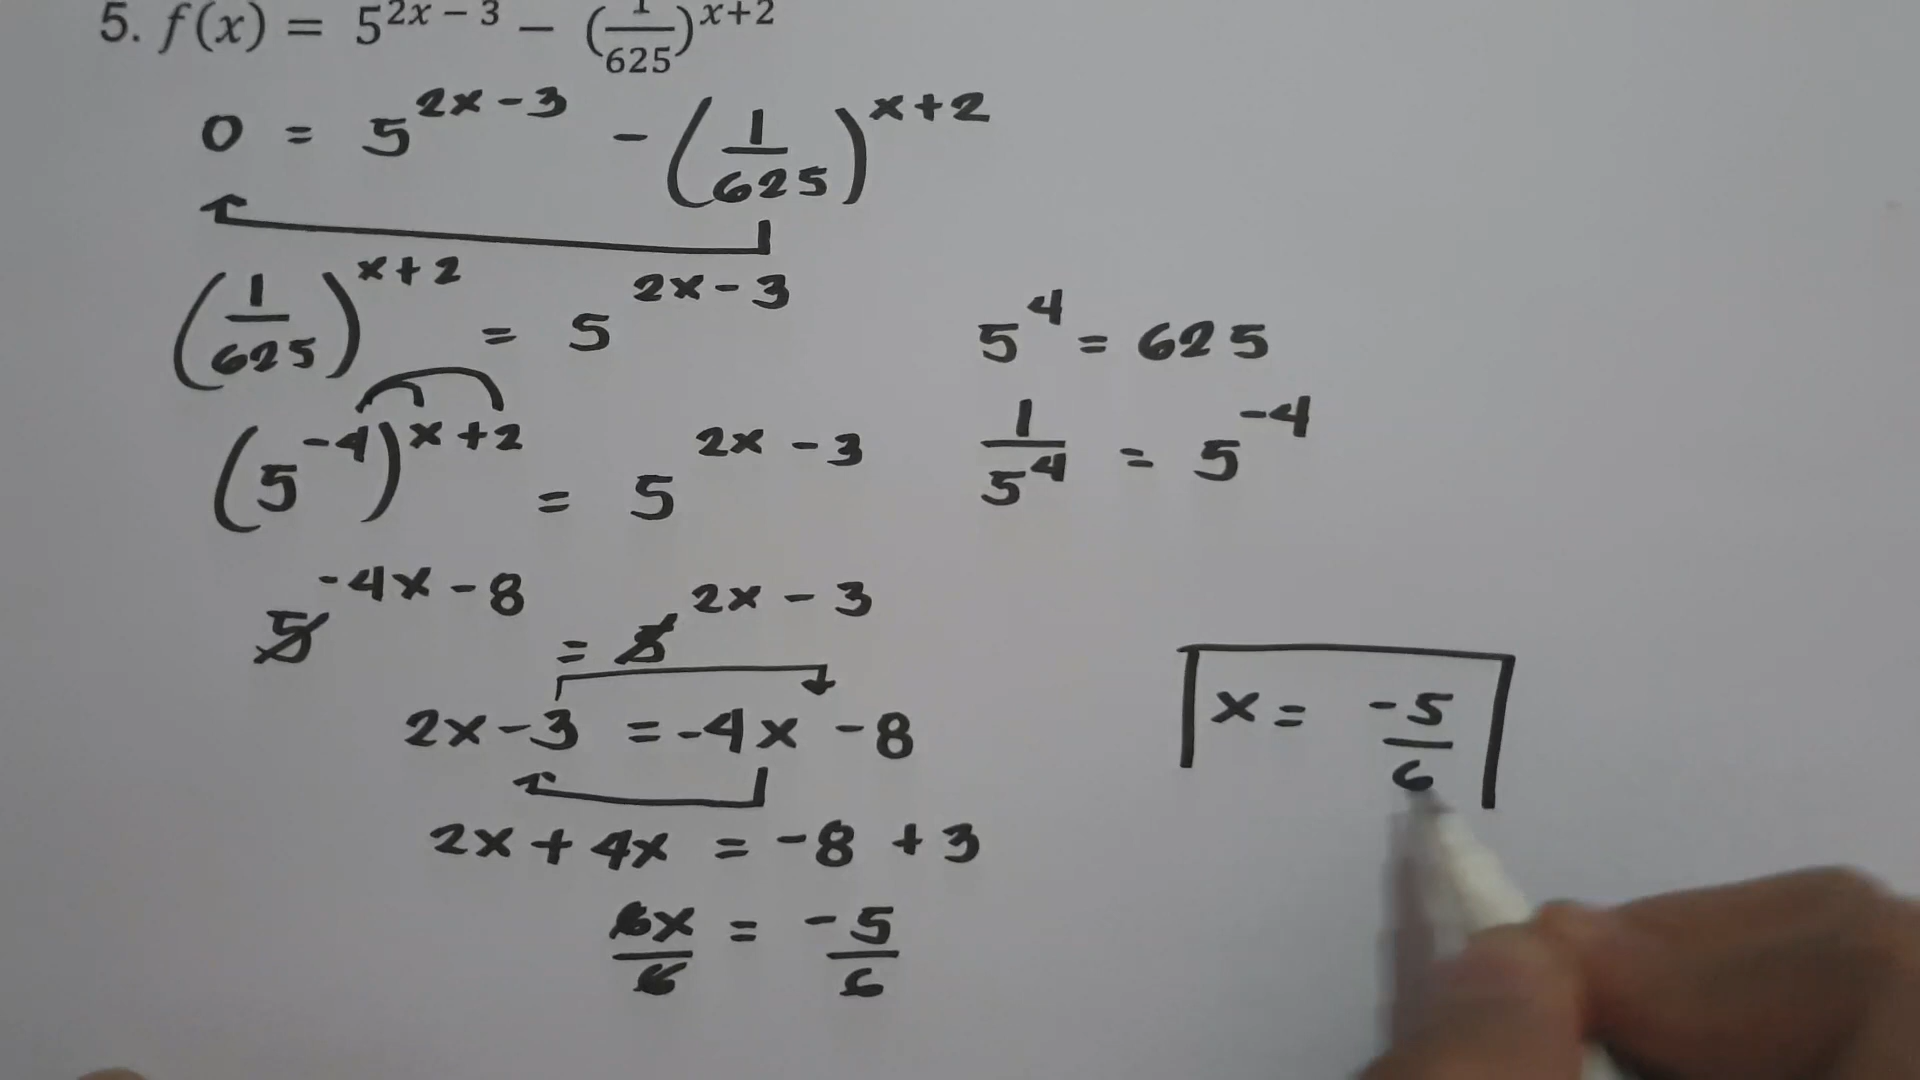 5. f(x) = 5^{2x − 3} − (1/625)^{x+2}
0 = 5^{2x − 3} − (1/625)^{x+2}
(1/625)^{x+2} = 5^{2x − 3}
5^4 = 625
(5^{-4})^{x+2} = 5^{2x − 3}
1/5^4 = 5^{-4}
5^{-4x − 8} = 5^{2x − 3}
2x − 3 = -4x − 8
x = -5/6
2x + 4x = -8 + 3
6x/6 = -5/6